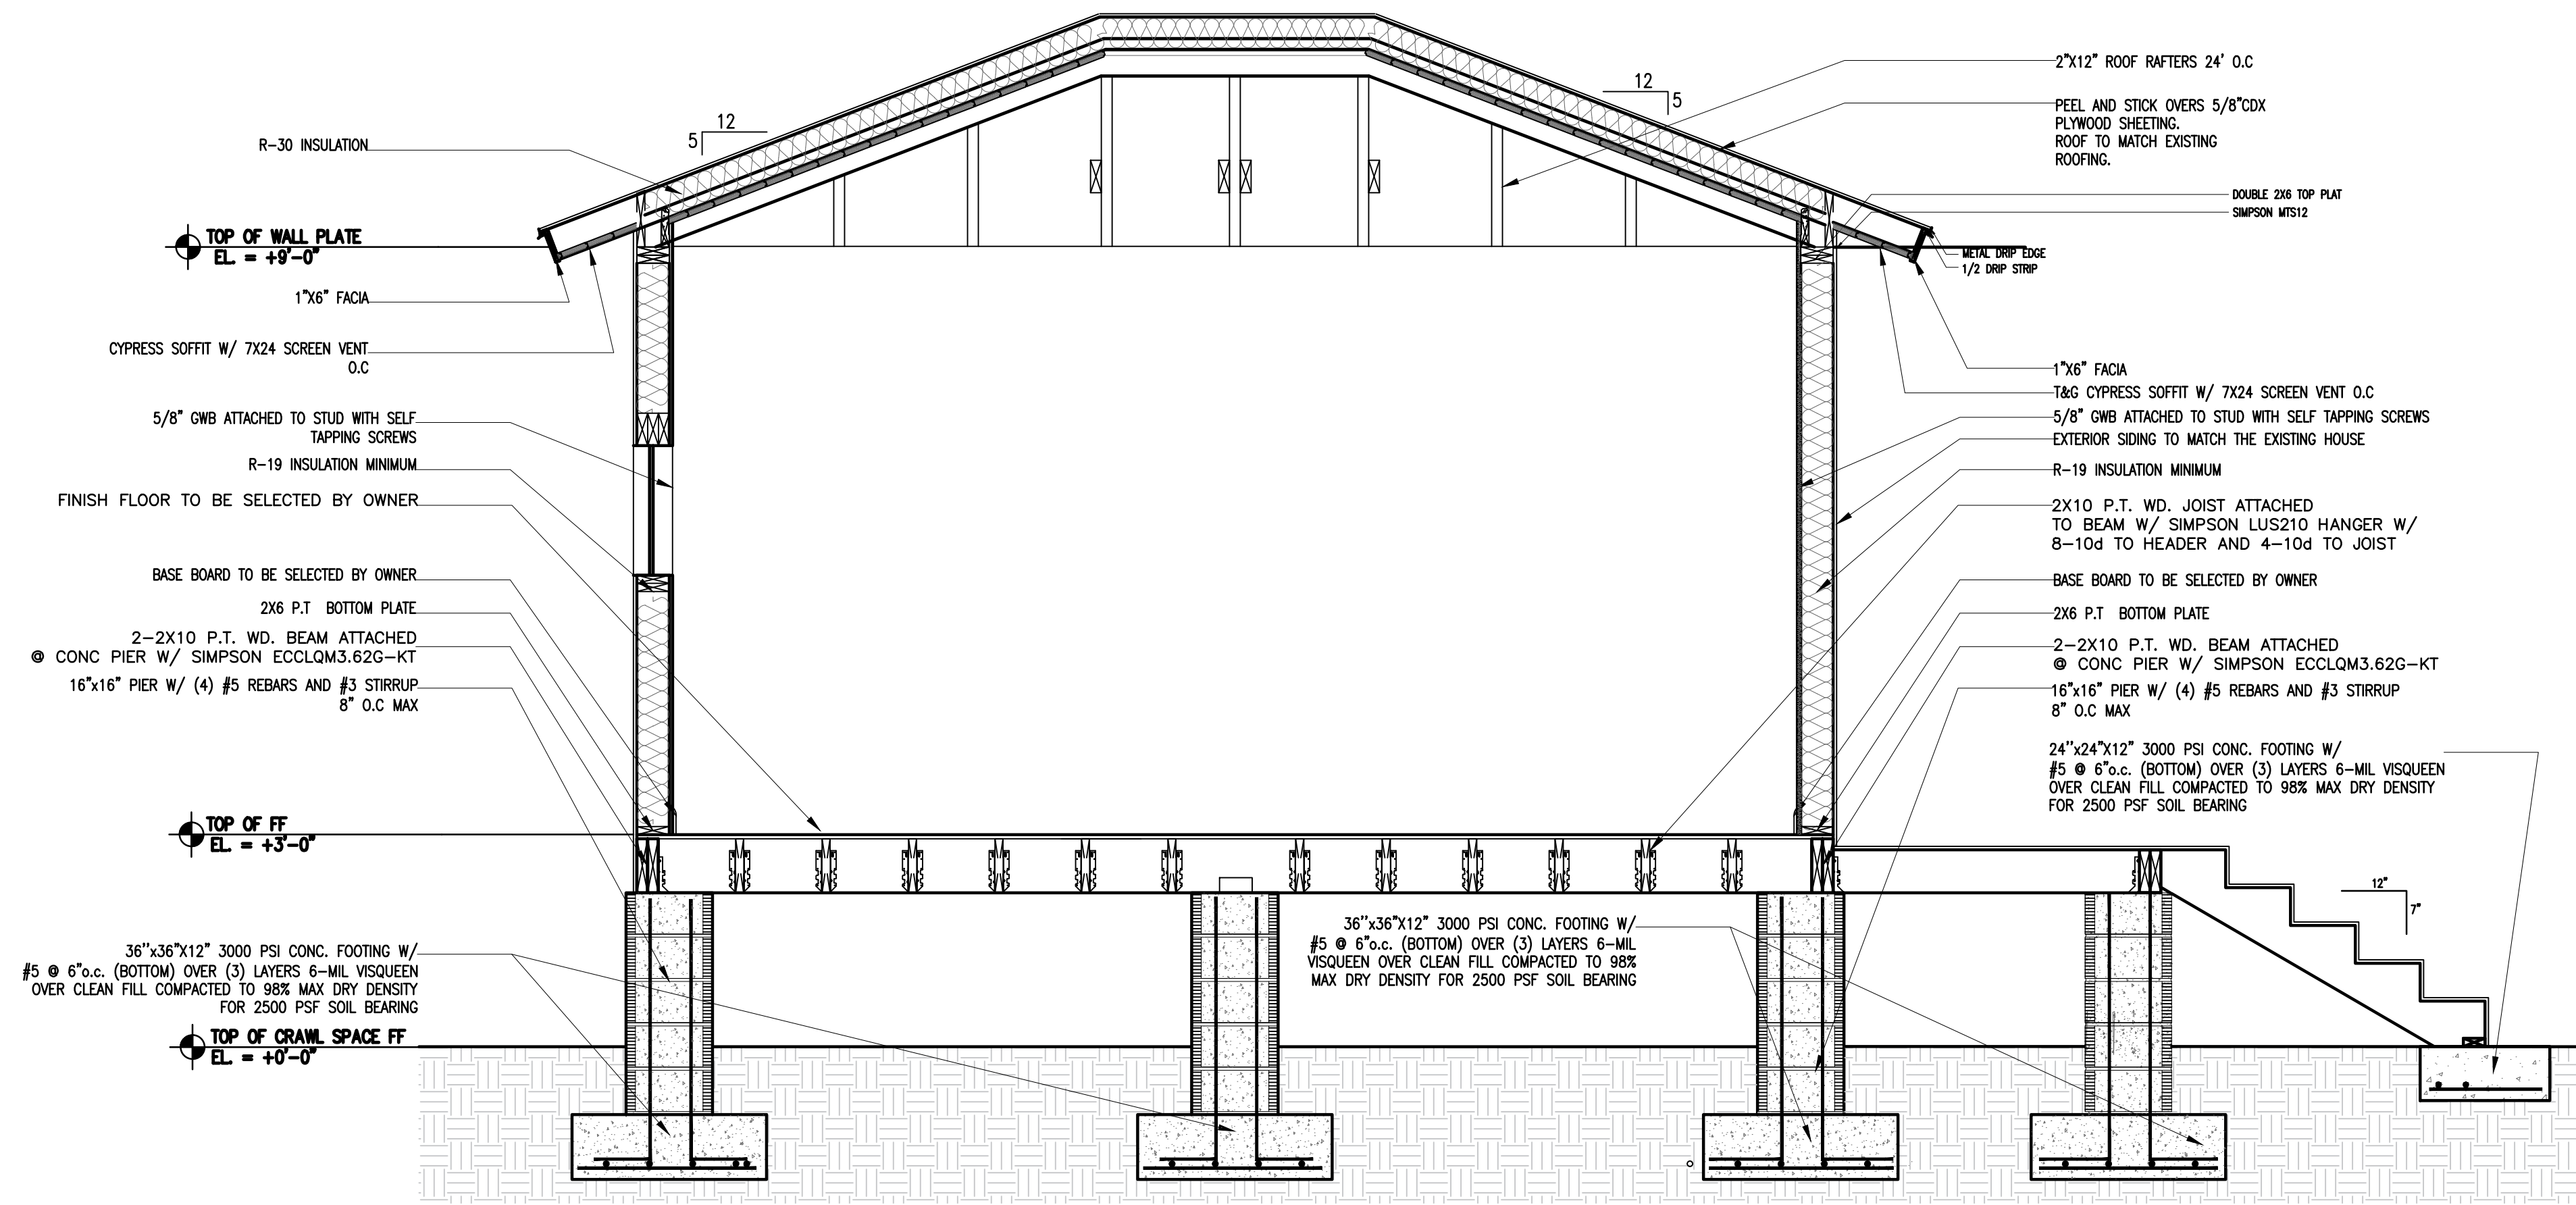 2"X12" ROOF RAFTERS 24' O.C
PEEL AND STICK OVERS 5/8"CDX
PLYWOOD SHEETING.
ROOF TO MATCH EXISTING
ROOFING.
12
5
12
5
R-30 INSULATION
DOUBLE 2X6 TOP PLAT
SIMPSON MTS12
TOP OF WALL PLATE
EL. = +9'-0"
METAL DRIP EDGE
1/2 DRIP STRIP
1"X6" FACIA
CYPRESS SOFFIT W/ 7X24 SCREEN VENT
O.C
5/8" GWB ATTACHED TO STUD WITH SELF
TAPPING SCREWS
R-19 INSULATION MINIMUM
FINISH FLOOR TO BE SELECTED BY OWNER
BASE BOARD TO BE SELECTED BY OWNER
2X6 P.T  BOTTOM PLATE
2-2X10 P.T. WD. BEAM ATTACHED
@ CONC PIER W/ SIMPSON ECCLQM3.62G-KT
16"x16" PIER W/ (4) #5 REBARS AND #3 STIRRUP
8" O.C MAX
1"X6" FACIA
T&G CYPRESS SOFFIT W/ 7X24 SCREEN VENT O.C
5/8" GWB ATTACHED TO STUD WITH SELF TAPPING SCREWS
EXTERIOR SIDING TO MATCH THE EXISTING HOUSE
R-19 INSULATION MINIMUM
2X10 P.T. WD. JOIST ATTACHED
TO BEAM W/ SIMPSON LUS210 HANGER W/
8-10d TO HEADER AND 4-10d TO JOIST
BASE BOARD TO BE SELECTED BY OWNER
2X6 P.T  BOTTOM PLATE
2-2X10 P.T. WD. BEAM ATTACHED
@ CONC PIER W/ SIMPSON ECCLQM3.62G-KT
16"x16" PIER W/ (4) #5 REBARS AND #3 STIRRUP
8" O.C MAX
24''x24"X12" 3000 PSI CONC. FOOTING W/
#5 @ 6"o.c. (BOTTOM) OVER (3) LAYERS 6-MIL VISQUEEN
OVER CLEAN FILL COMPACTED TO 98% MAX DRY DENSITY
FOR 2500 PSF SOIL BEARING
TOP OF FF
EL. = +3'-0"
12"
7"
36''x36"X12" 3000 PSI CONC. FOOTING W/
#5 @ 6"o.c. (BOTTOM) OVER (3) LAYERS 6-MIL
VISQUEEN OVER CLEAN FILL COMPACTED TO 98%
MAX DRY DENSITY FOR 2500 PSF SOIL BEARING
36''x36"X12" 3000 PSI CONC. FOOTING W/
#5 @ 6"o.c. (BOTTOM) OVER (3) LAYERS 6-MIL VISQUEEN
OVER CLEAN FILL COMPACTED TO 98% MAX DRY DENSITY
FOR 2500 PSF SOIL BEARING
TOP OF CRAWL SPACE FF
EL. = +0'-0"